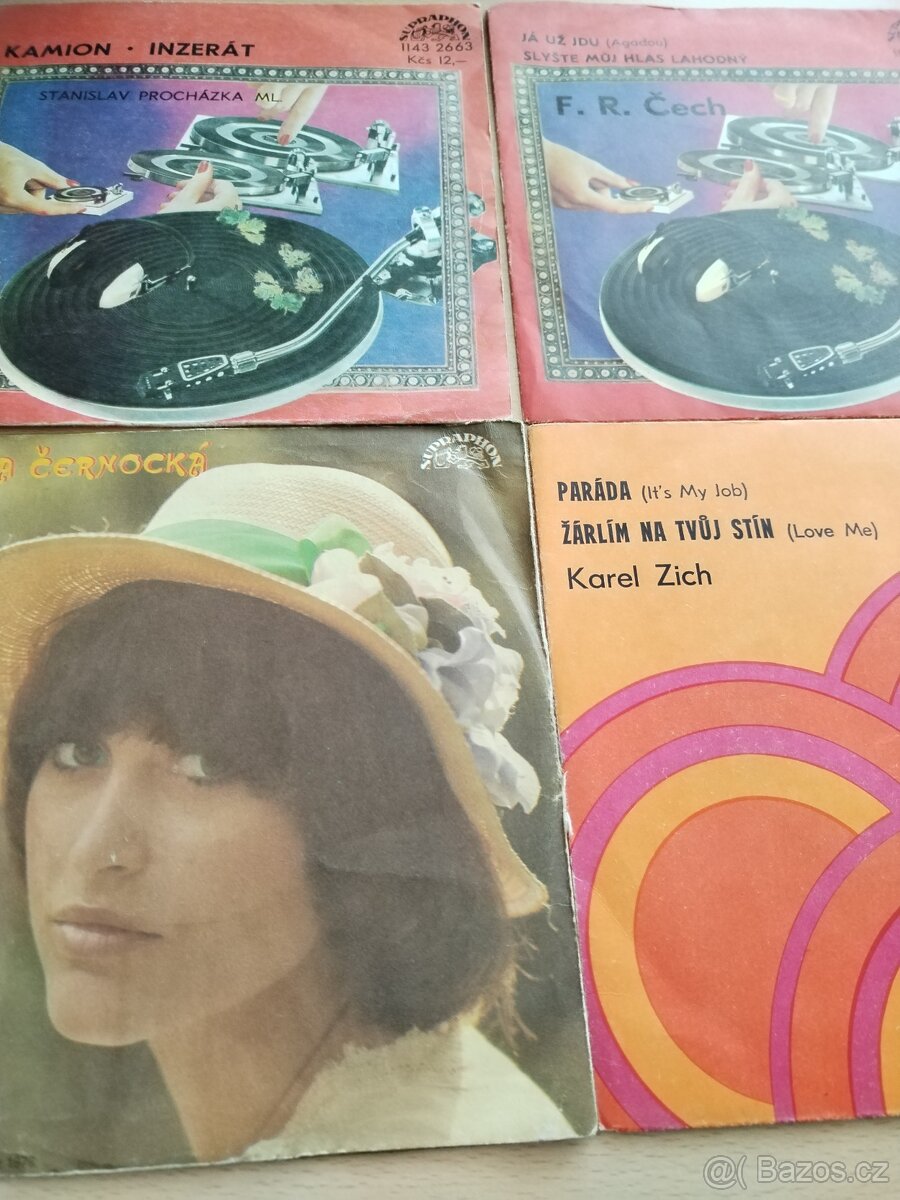 KAMION · INZERÁT
SUPRAPHON
1143 2663
Kčs 12,–
STANISLAV PROCHÁZKA ML.
JÁ UŽ JDU (Agadou)
SLYŠTE MŮJ HLAS LAHODNÝ
F. R. Čech
A ČERNOCKÁ
SUPRAPHON
PARÁDA (It's My Job)
ŽÁRLÍM NA TVŮJ STÍN (Love Me)
Karel Zich
@( Bazos.cz